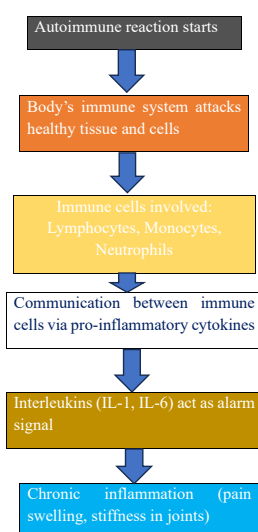 Autoimmune reaction starts
Body’s immune system attacks
healthy tissue and cells
Immune cells involved:
Lymphocytes, Monocytes,
Neutrophils
Communication between immune
cells via pro-inflammatory cytokines
Interleukins (IL-1, IL-6) act as alarm
signal
Chronic inflammation (pain
swelling, stiffness in joints)